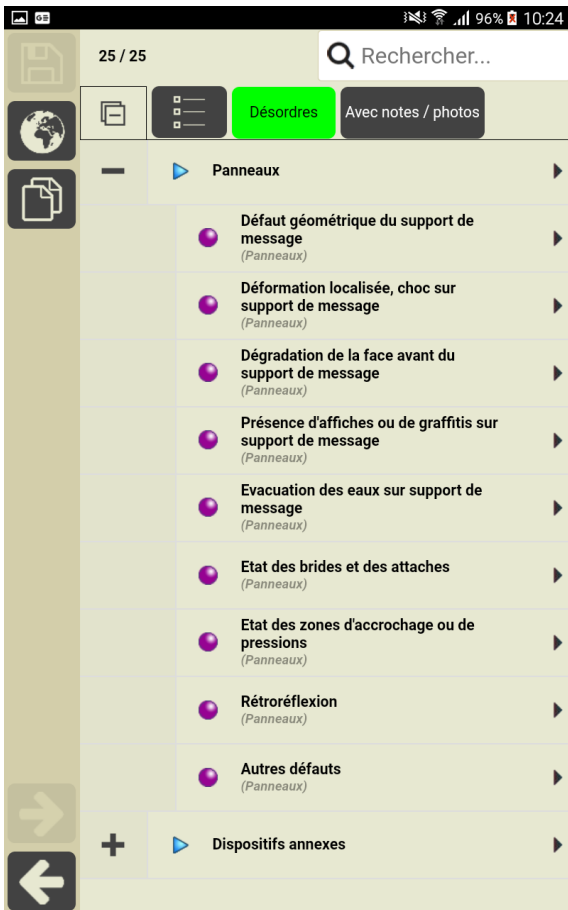 GE 96% 10:24
25 / 25 Rechercher...
Désordres Avec notes / photos
Panneaux
Défaut géométrique du support de
message
(Panneaux)
Déformation localisée, choc sur
support de message
(Panneaux)
Dégradation de la face avant du
support de message
(Panneaux)
Présence d'affiches ou de graffitis sur
support de message
(Panneaux)
Evacuation des eaux sur support de
message
(Panneaux)
Etat des brides et des attaches
(Panneaux)
Etat des zones d'accrochage ou de
pressions
(Panneaux)
Rétroréflexion
(Panneaux)
Autres défauts
(Panneaux)
Dispositifs annexes